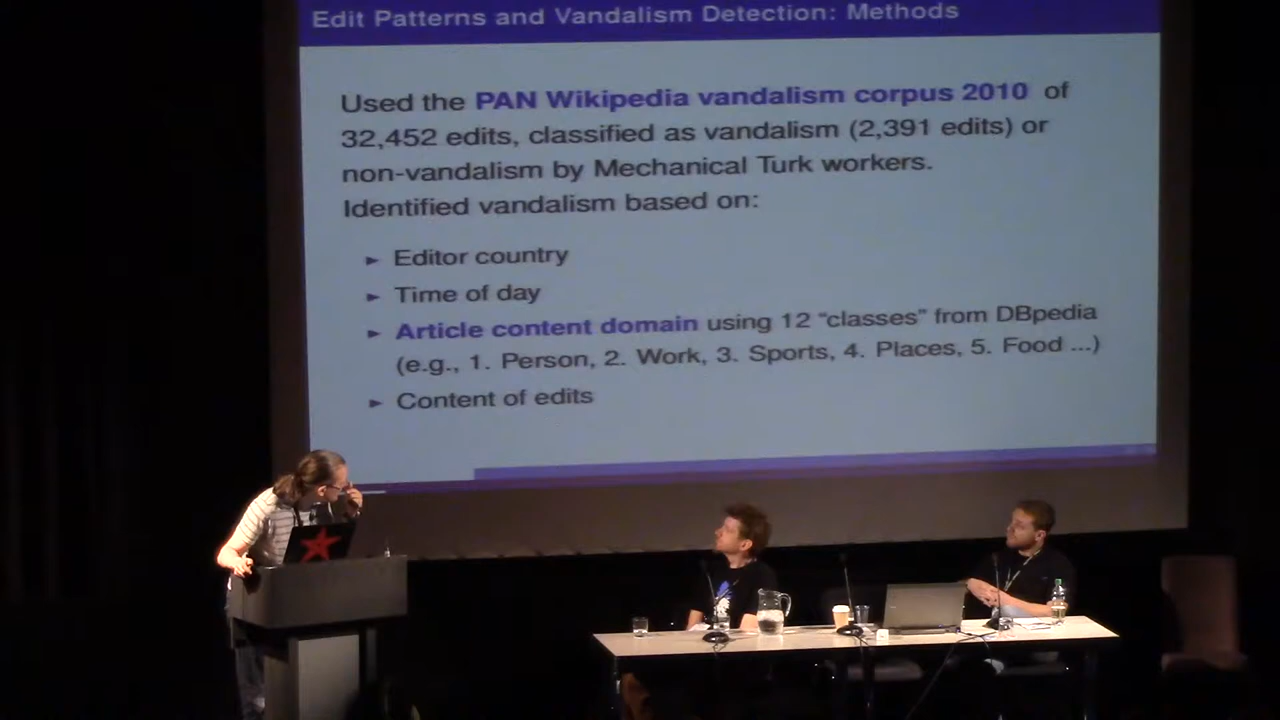 Edit Patterns and Vandalism Detection: Methods
Used the PAN Wikipedia vandalism corpus 2010 of
32,452 edits, classified as vandalism (2,391 edits) or
non-vandalism by Mechanical Turk workers.
Identified vandalism based on:
► Editor country
► Time of day
► Article content domain using 12 “classes” from DBpedia
(e.g., 1. Person, 2. Work, 3. Sports, 4. Places, 5. Food ...)
► Content of edits